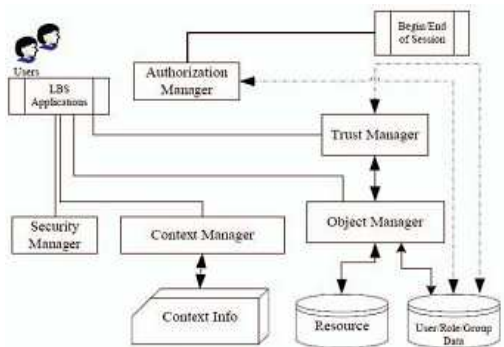 Begin/End
of Session
Users
Authorization
Manager
LBS
Applications
Trust Manager
Security
Manager
Context Manager
Object Manager
Context Info
Resource
User/Role/Group
Data